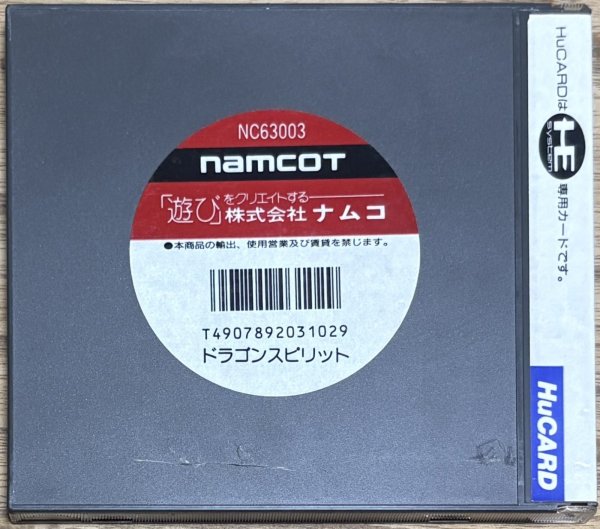 NC63003
namcot
「遊び」をクリエイトする
株式会社 ナムコ
●本商品の輸出、使用営業及び賃貸を禁じます。
T4907892031029
ドラゴンスピリット
HuCARDは HE system 専用カードです。
HuCARD